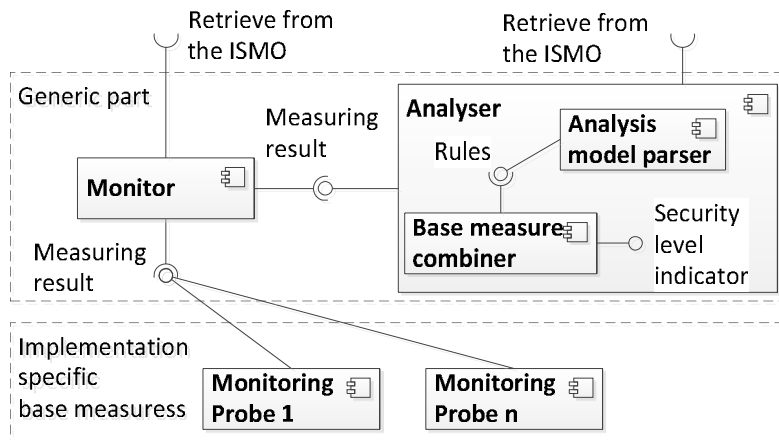 Retrieve from
the ISMO
Retrieve from
the ISMO
Generic part
Measuring
result
Analyser
Analysis
model parser
Rules
Monitor
Base measure
combiner
Security
level
indicator
Measuring
result
Implementation
specific
base measuress
Monitoring
Probe 1
Monitoring
Probe n